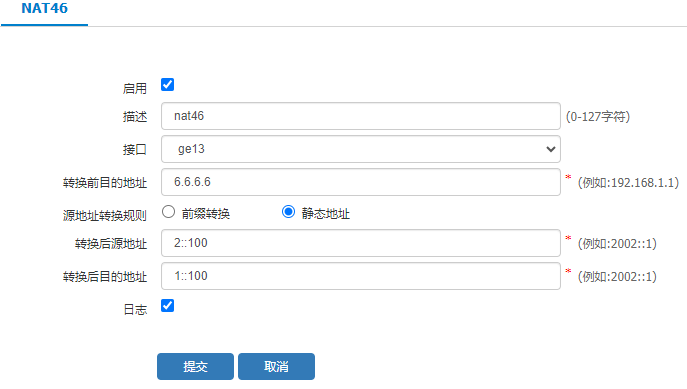 NAT46
启用
描述 nat46 (0-127字符)
接口 ge13
转换前目的地址 6.6.6.6 * (例如:192.168.1.1)
源地址转换规则 前缀转换 静态地址
转换后源地址 2::100 * (例如:2002::1)
转换后目的地址 1::100 * (例如:2002::1)
日志
提交 取消